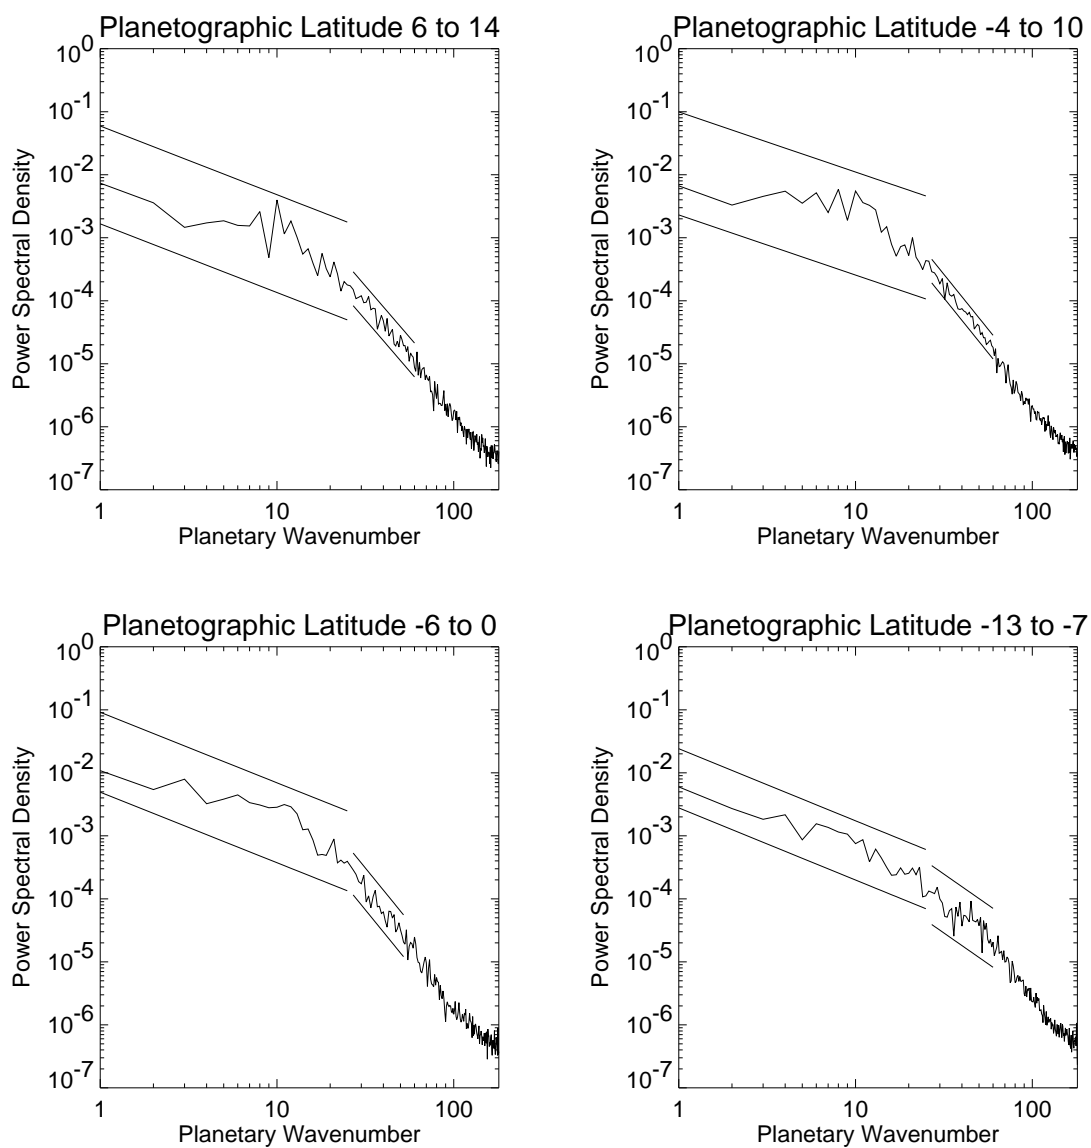 Planetographic Latitude 6 to 14
Power Spectral Density
10^0
10^-1
10^-2
10^-3
10^-4
10^-5
10^-6
10^-7
1 10 100
Planetary Wavenumber
Planetographic Latitude -4 to 10
Power Spectral Density
10^0
10^-1
10^-2
10^-3
10^-4
10^-5
10^-6
10^-7
1 10 100
Planetary Wavenumber
Planetographic Latitude -6 to 0
Power Spectral Density
10^0
10^-1
10^-2
10^-3
10^-4
10^-5
10^-6
10^-7
1 10 100
Planetary Wavenumber
Planetographic Latitude -13 to -7
Power Spectral Density
10^0
10^-1
10^-2
10^-3
10^-4
10^-5
10^-6
10^-7
1 10 100
Planetary Wavenumber